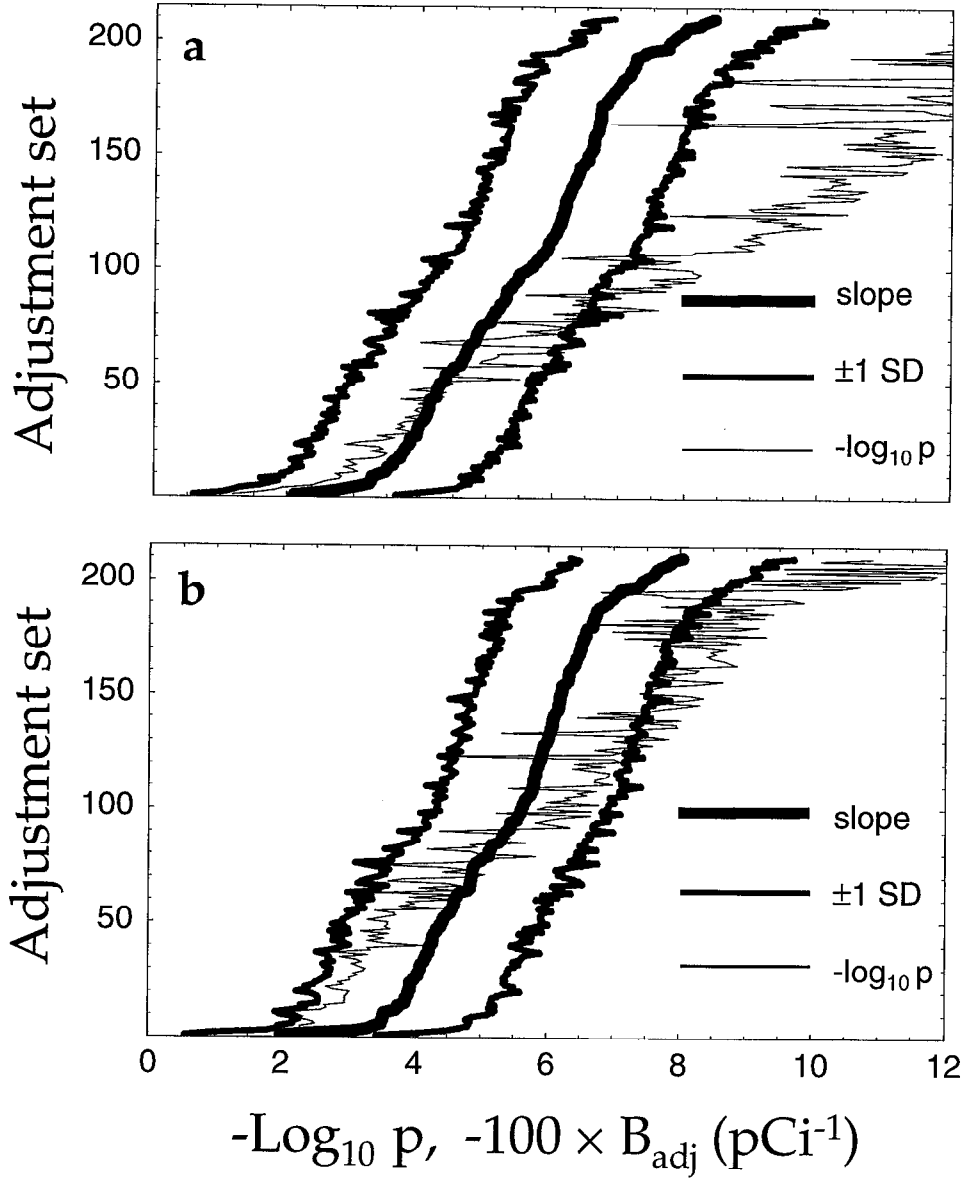 200
150
100
50
Adjustment set
a
slope
±1 SD
-log₁₀ p
200
150
100
50
Adjustment set
b
slope
±1 SD
-log₁₀ p
0 2 4 6 8 10 12
-Log₁₀ p, -100 × B_adj (pCi⁻¹)